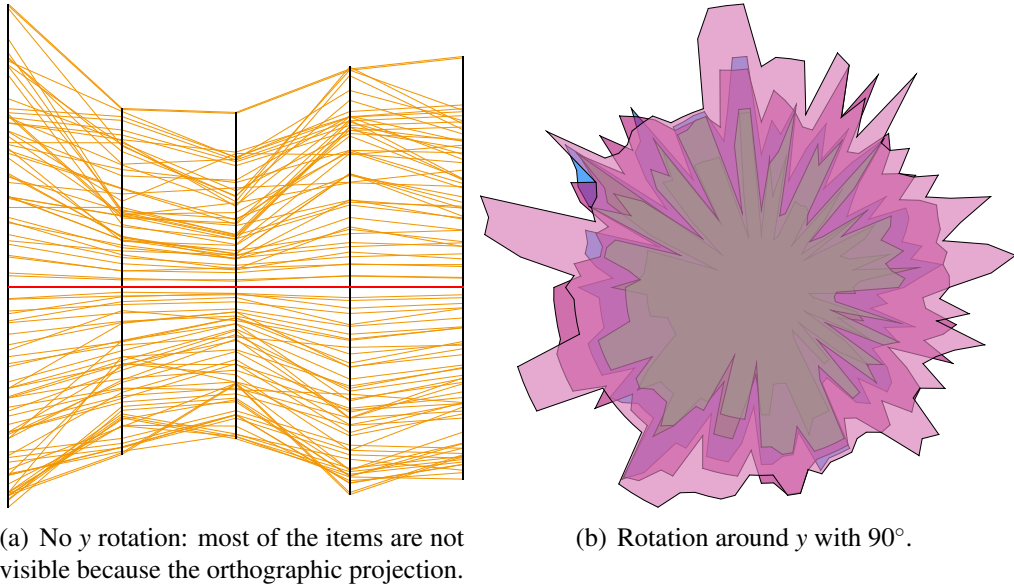 (a) No y rotation: most of the items are not
visible because the orthographic projection.
(b) Rotation around y with 90°.